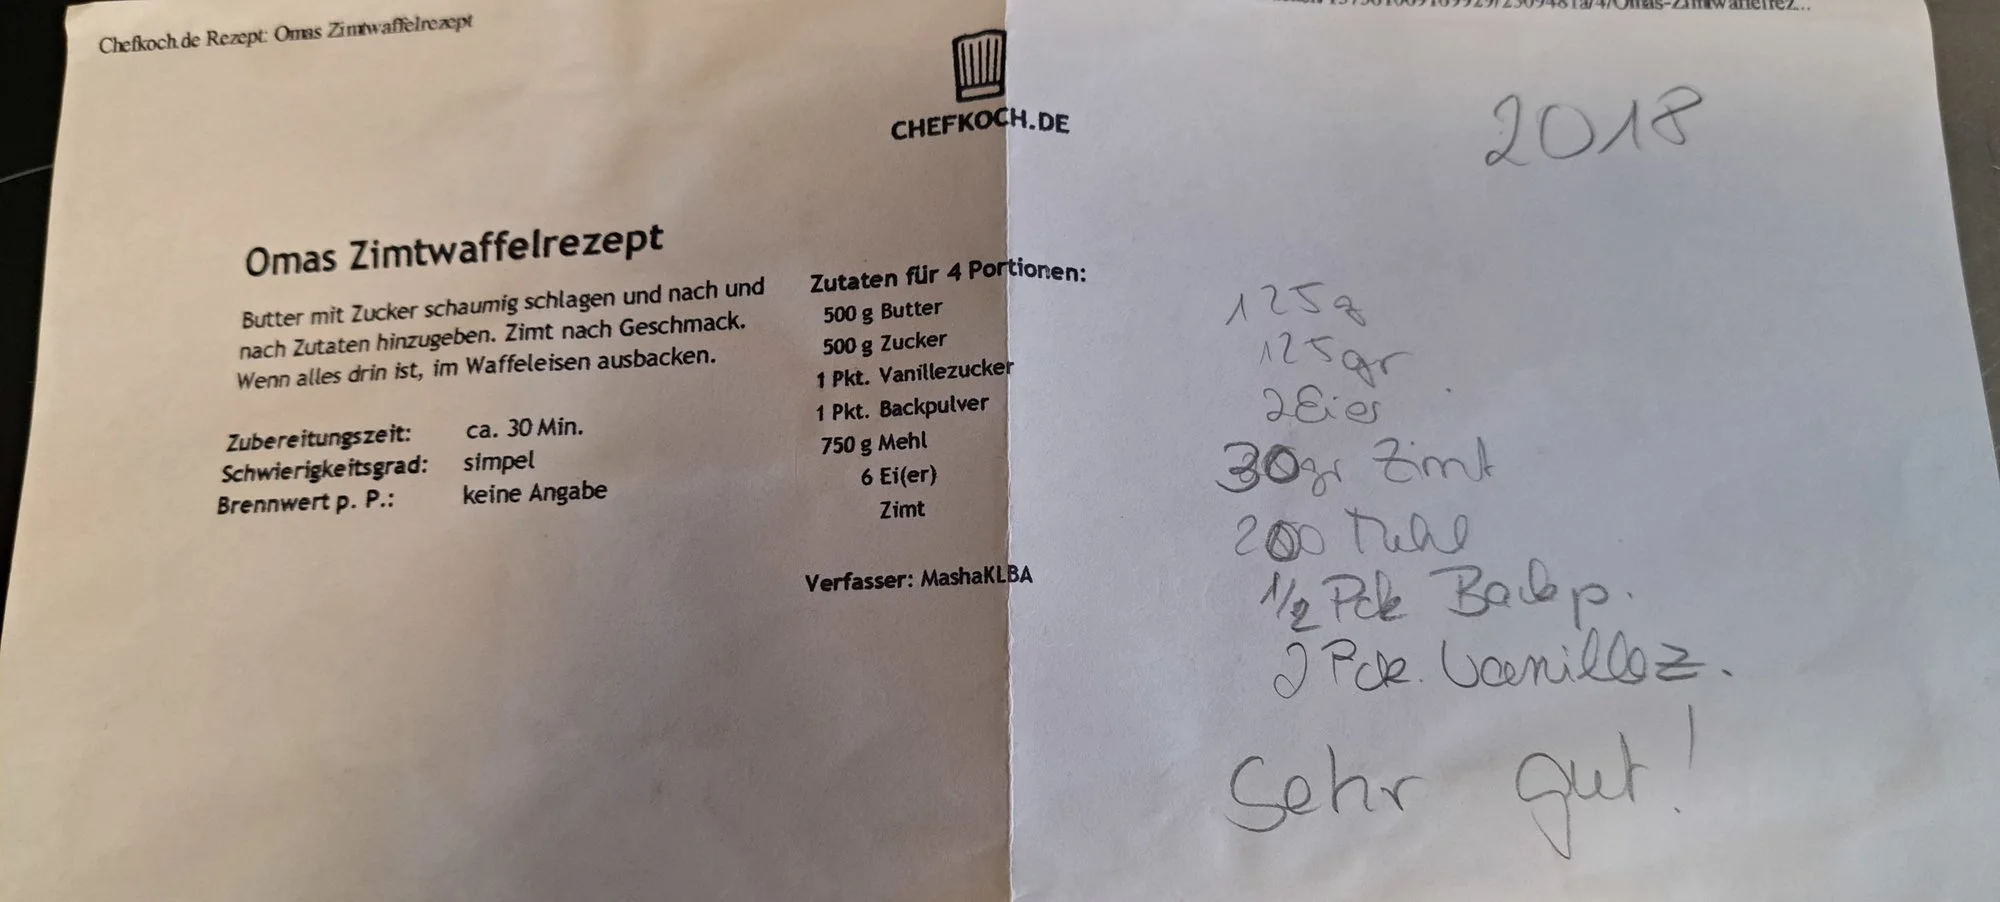 Chefkoch.de Rezept: Omas Zimtwaffelrezept
CHEFKOCH.DE
2018
Omas Zimtwaffelrezept
Butter mit Zucker schaumig schlagen und nach und
nach Zutaten hinzugeben. Zimt nach Geschmack.
Wenn alles drin ist, im Waffeleisen ausbacken.
Zubereitungszeit: ca. 30 Min.
Schwierigkeitsgrad: simpel
Brennwert p. P.: keine Angabe
Zutaten für 4 Portionen:
500 g Butter
500 g Zucker
1 Pkt. Vanillezucker
1 Pkt. Backpulver
750 g Mehl
6 Ei(er)
Zimt
Verfasser: MashaKLBA
125g
125gr
2 Eier
30gr Zimt
200 Mehl
1/2 Pck Backp.
Pck. Vanillez.
Sehr gut!